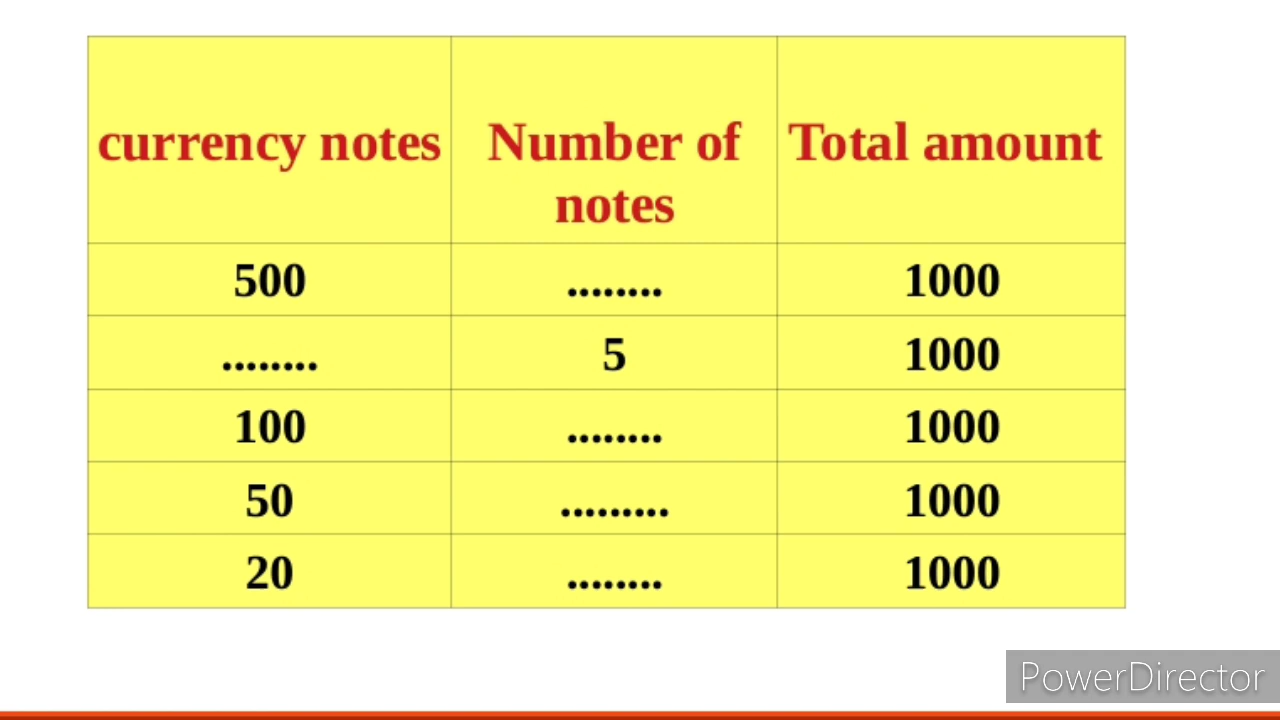 currency notes Number of notes Total amount
500 ........ 1000
........ 5 1000
100 ........ 1000
50 ......... 1000
20 ........ 1000
PowerDirector